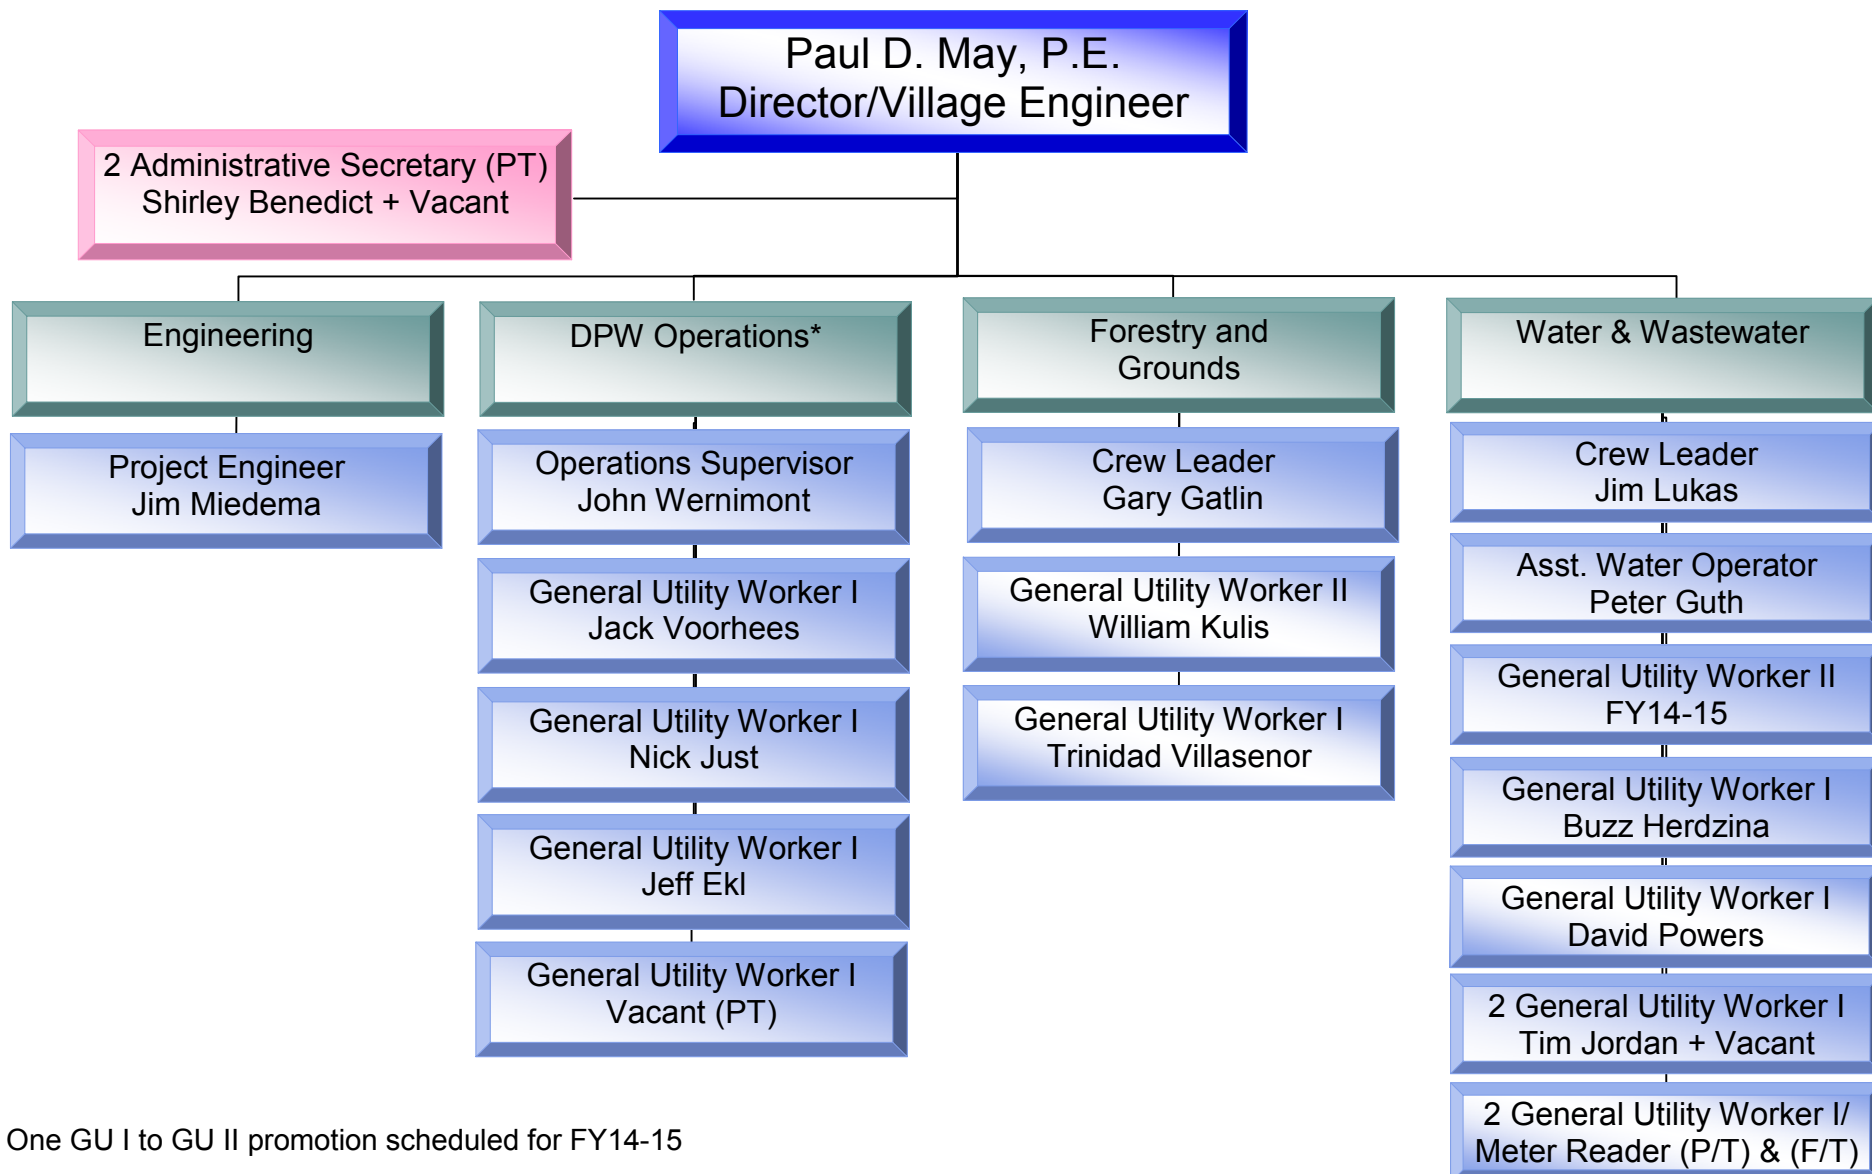 Paul D. May, P.E.
Director/Village Engineer
2 Administrative Secretary (PT)
Shirley Benedict + Vacant
Engineering
Project Engineer
Jim Miedema
DPW Operations*
Operations Supervisor
John Wernimont
General Utility Worker I
Jack Voorhees
General Utility Worker I
Nick Just
General Utility Worker I
Jeff Ekl
General Utility Worker I
Vacant (PT)
Forestry and
Grounds
Crew Leader
Gary Gatlin
General Utility Worker II
William Kulis
General Utility Worker I
Trinidad Villasenor
Water & Wastewater
Crew Leader
Jim Lukas
Asst. Water Operator
Peter Guth
General Utility Worker II
FY14-15
General Utility Worker I
Buzz Herdzina
General Utility Worker I
David Powers
2 General Utility Worker I
Tim Jordan + Vacant
2 General Utility Worker I/
Meter Reader (P/T) & (F/T)
One GU I to GU II promotion scheduled for FY14-15